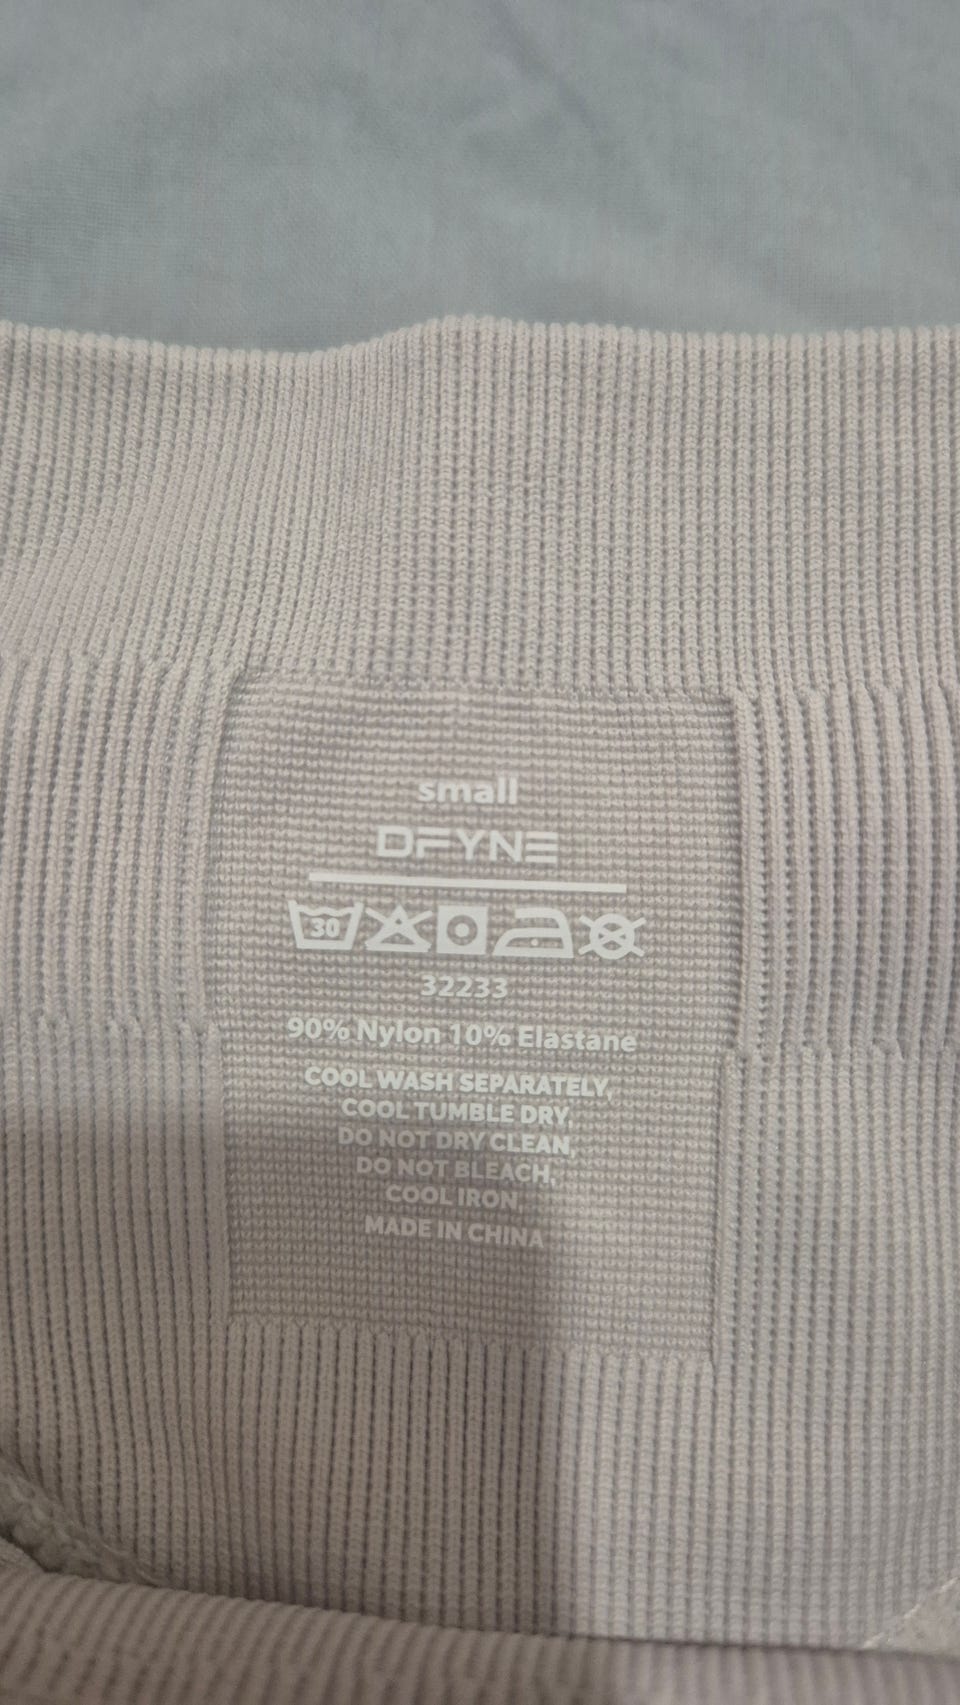 small
DFYNE
30
32233
90% Nylon 10% Elastane
COOL WASH SEPARATELY,
COOL TUMBLE DRY,
DO NOT DRY CLEAN,
DO NOT BLEACH,
COOL IRON,
MADE IN CHINA